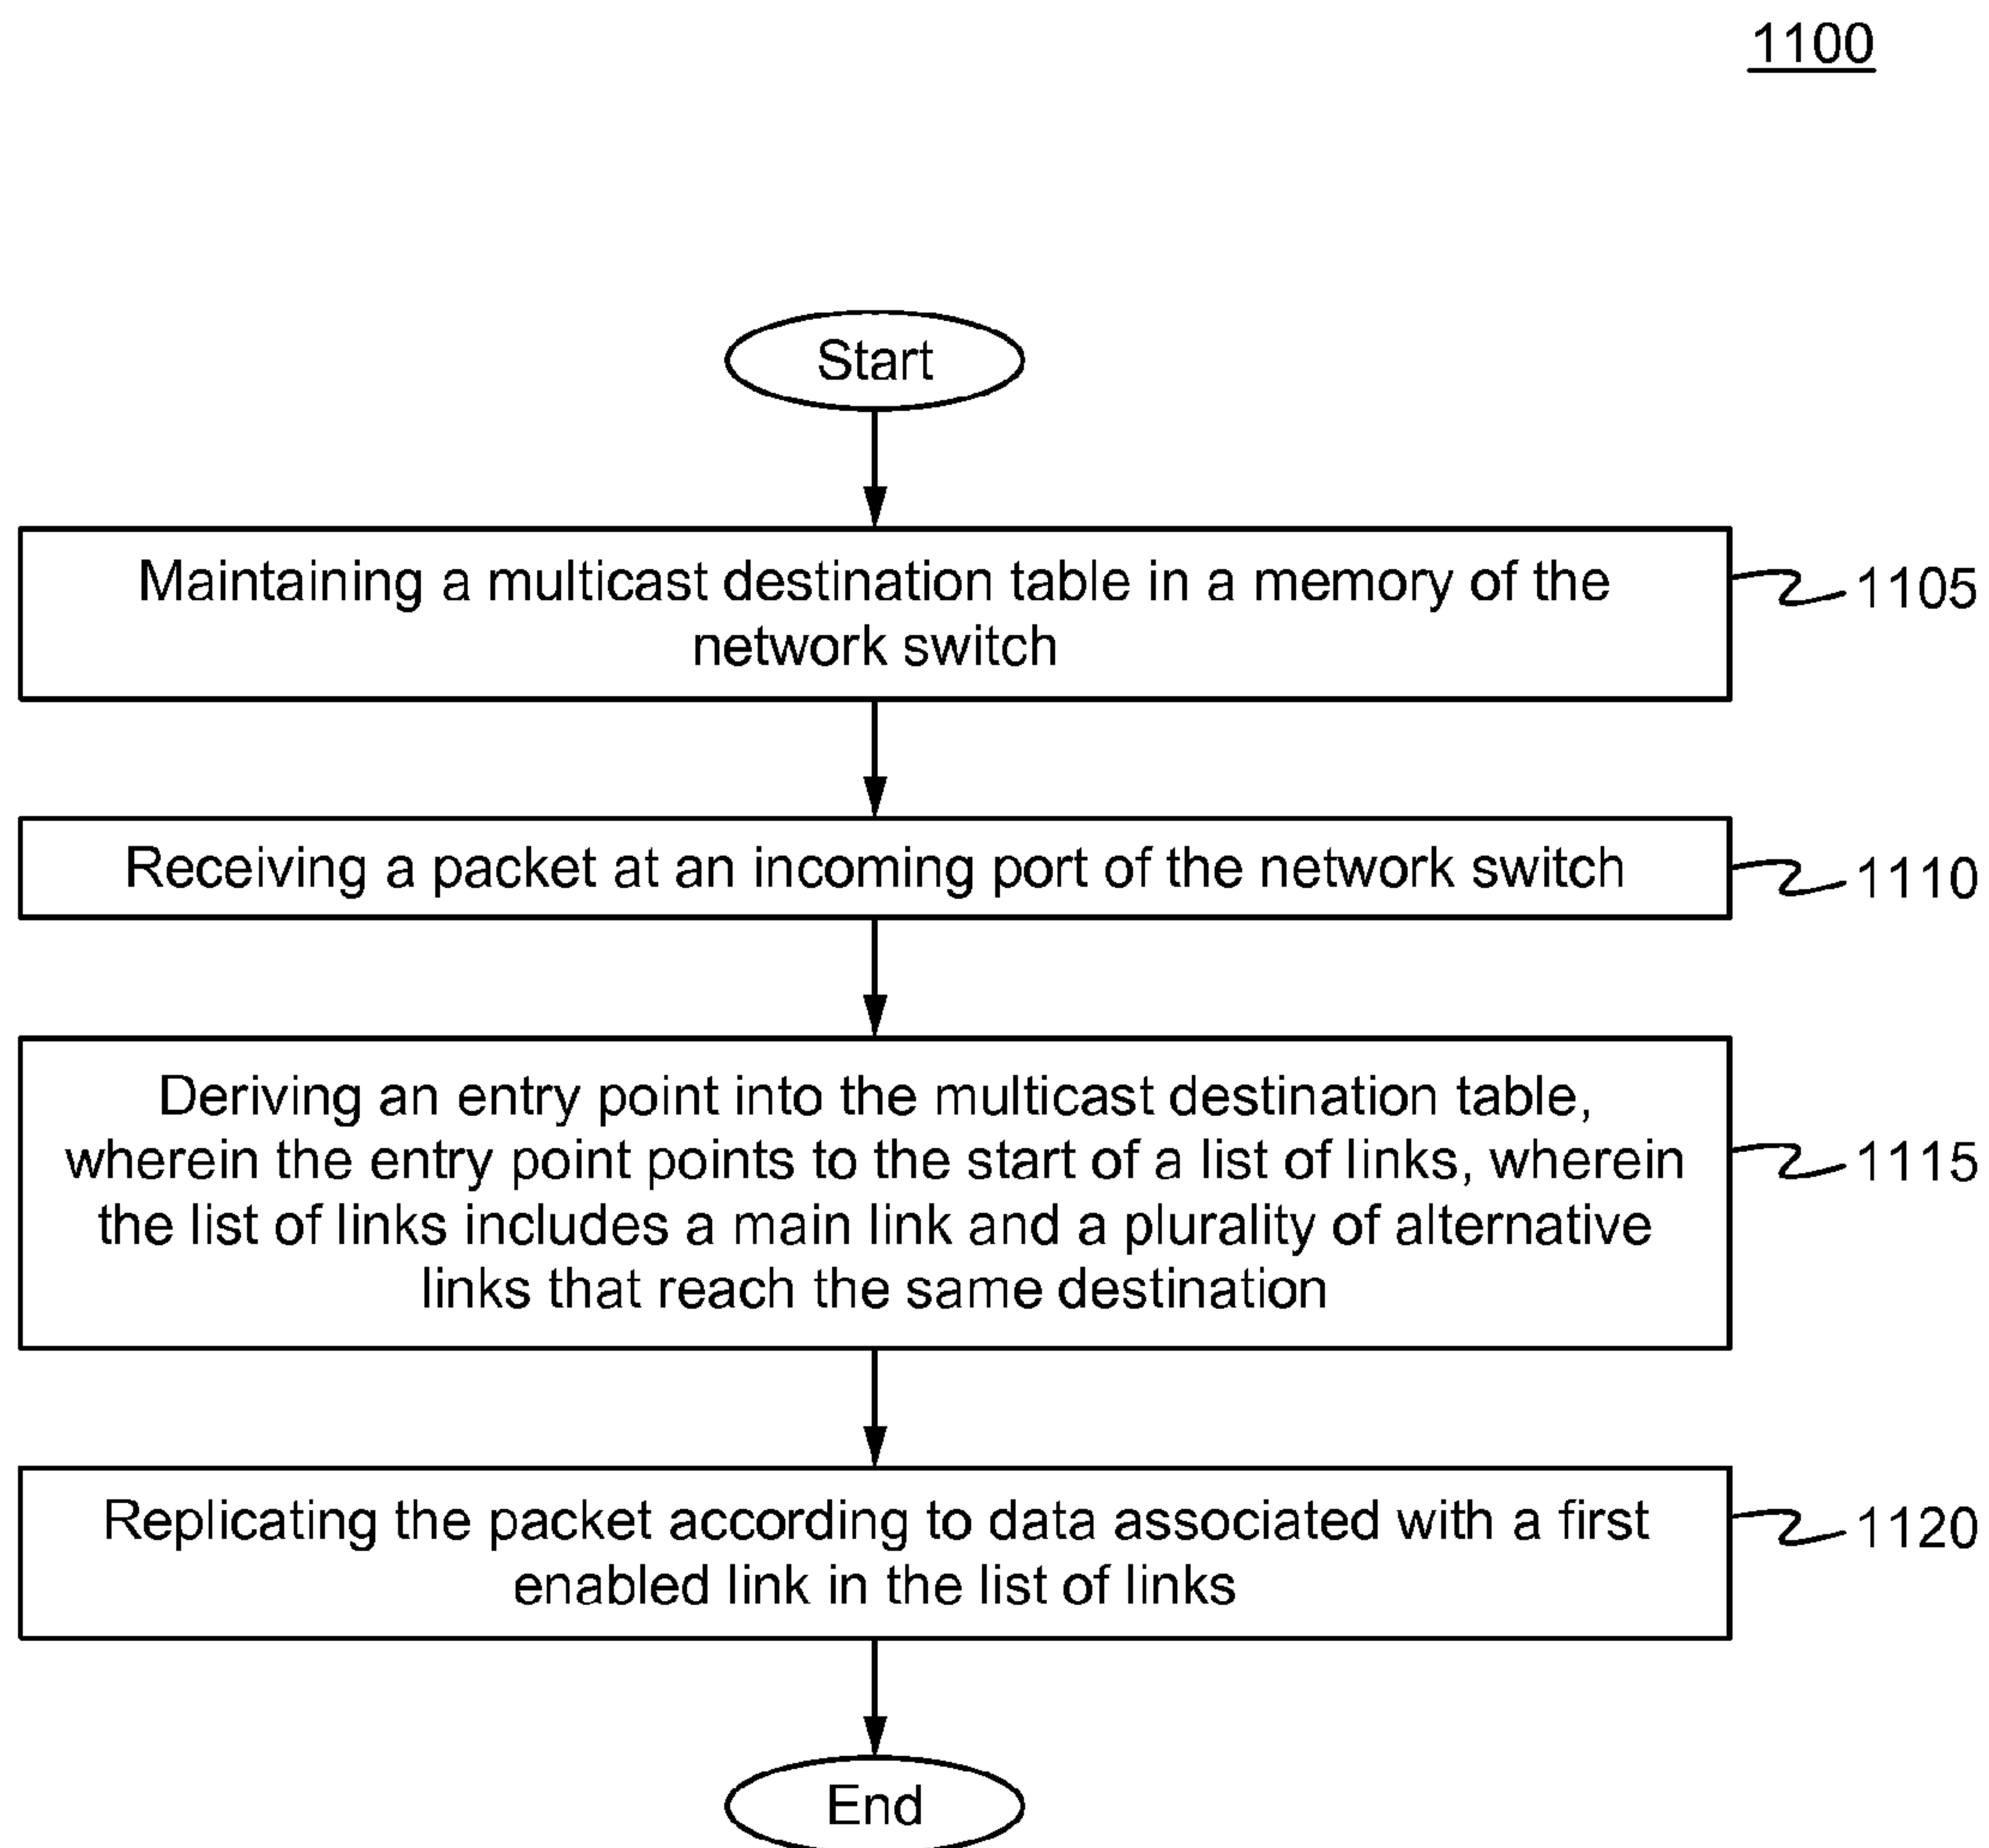 1100
Start
Maintaining a multicast destination table in a memory of the
network switch
1105
Receiving a packet at an incoming port of the network switch
1110
Deriving an entry point into the multicast destination table,
wherein the entry point points to the start of a list of links, wherein
the list of links includes a main link and a plurality of alternative
links that reach the same destination
1115
Replicating the packet according to data associated with a first
enabled link in the list of links
1120
End